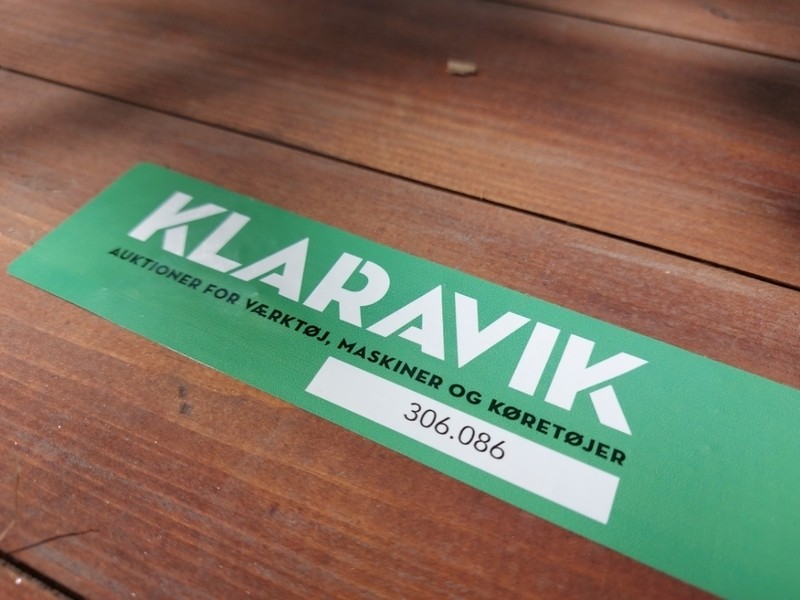 KLARAVIK
AUKTIONER FOR VÆRKTØJ, MASKINER OG KØRETØJER
306.086